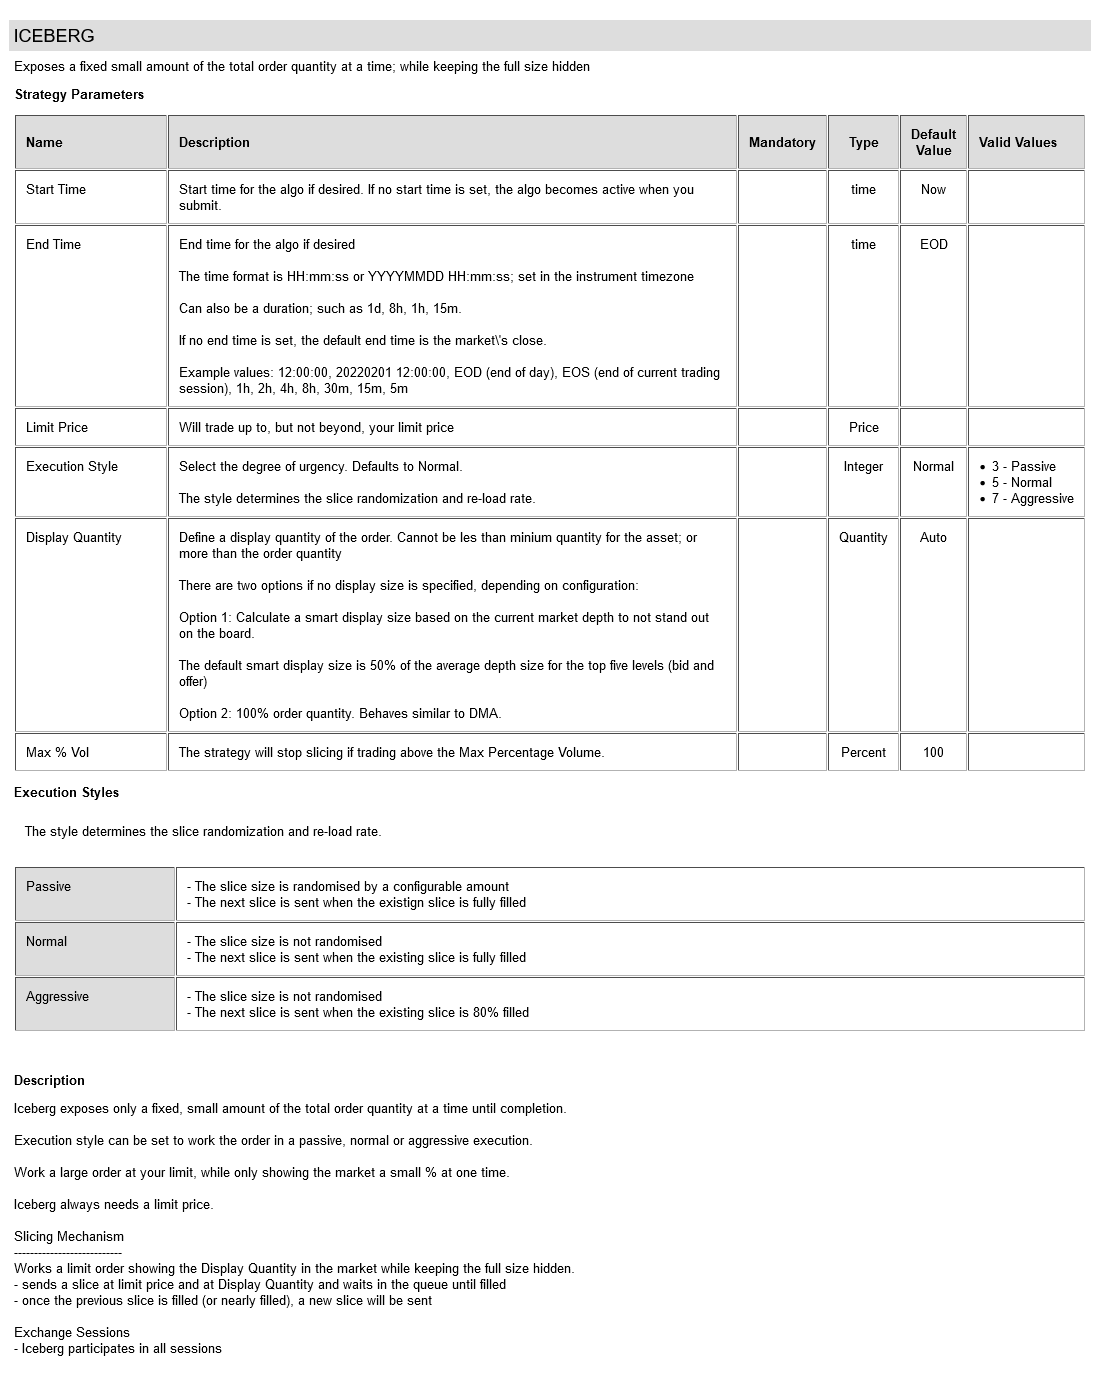 ICEBERG
Exposes a fixed small amount of the total order quantity at a time; while keeping the full size hidden
Strategy Parameters
Name Description Mandatory Type Default Value Valid Values
Start Time Start time for the algo if desired. If no start time is set, the algo becomes active when you time Now
submit.
End Time End time for the algo if desired time EOD
The time format is HH:mm:ss or YYYYMMDD HH:mm:ss; set in the instrument timezone
Can also be a duration; such as 1d, 8h, 1h, 15m.
If no end time is set, the default end time is the market\'s close.
Example values: 12:00:00, 20220201 12:00:00, EOD (end of day), EOS (end of current trading
session), 1h, 2h, 4h, 8h, 30m, 15m, 5m
Limit Price Will trade up to, but not beyond, your limit price Price
Execution Style Select the degree of urgency. Defaults to Normal. Integer Normal • 3 - Passive
• 5 - Normal
The style determines the slice randomization and re-load rate. • 7 - Aggressive
Display Quantity Define a display quantity of the order. Cannot be les than minium quantity for the asset; or Quantity Auto
more than the order quantity
There are two options if no display size is specified, depending on configuration:
Option 1: Calculate a smart display size based on the current market depth to not stand out
on the board.
The default smart display size is 50% of the average depth size for the top five levels (bid and
offer)
Option 2: 100% order quantity. Behaves similar to DMA.
Max % Vol The strategy will stop slicing if trading above the Max Percentage Volume. Percent 100
Execution Styles
The style determines the slice randomization and re-load rate.
Passive - The slice size is randomised by a configurable amount
- The next slice is sent when the existign slice is fully filled
Normal - The slice size is not randomised
- The next slice is sent when the existing slice is fully filled
Aggressive - The slice size is not randomised
- The next slice is sent when the existing slice is 80% filled
Description
Iceberg exposes only a fixed, small amount of the total order quantity at a time until completion.
Execution style can be set to work the order in a passive, normal or aggressive execution.
Work a large order at your limit, while only showing the market a small % at one time.
Iceberg always needs a limit price.
Slicing Mechanism
---------------------------
Works a limit order showing the Display Quantity in the market while keeping the full size hidden.
- sends a slice at limit price and at Display Quantity and waits in the queue until filled
- once the previous slice is filled (or nearly filled), a new slice will be sent
Exchange Sessions
- Iceberg participates in all sessions